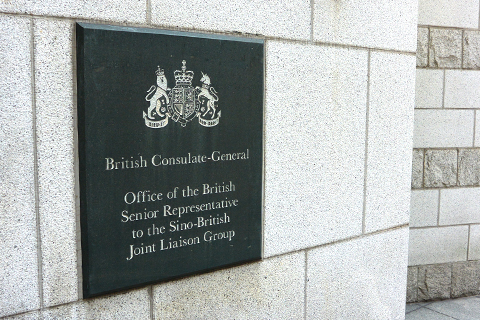 British Consulate-General
Office of the British
Senior Representative
to the Sino-British
Joint Liaison Group